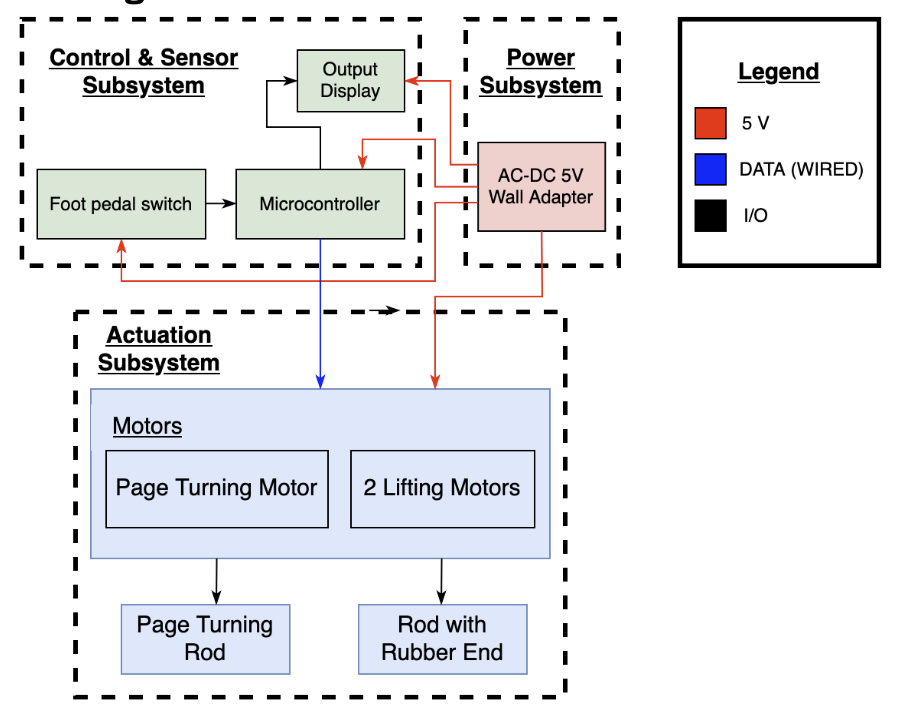 Control & Sensor
Subsystem
Output
Display
Foot pedal switch
Microcontroller
Power
Subsystem
AC-DC 5V
Wall Adapter
Legend
5 V
DATA (WIRED)
I/O
Actuation
Subsystem
Motors
Page Turning Motor
2 Lifting Motors
Page Turning
Rod
Rod with
Rubber End